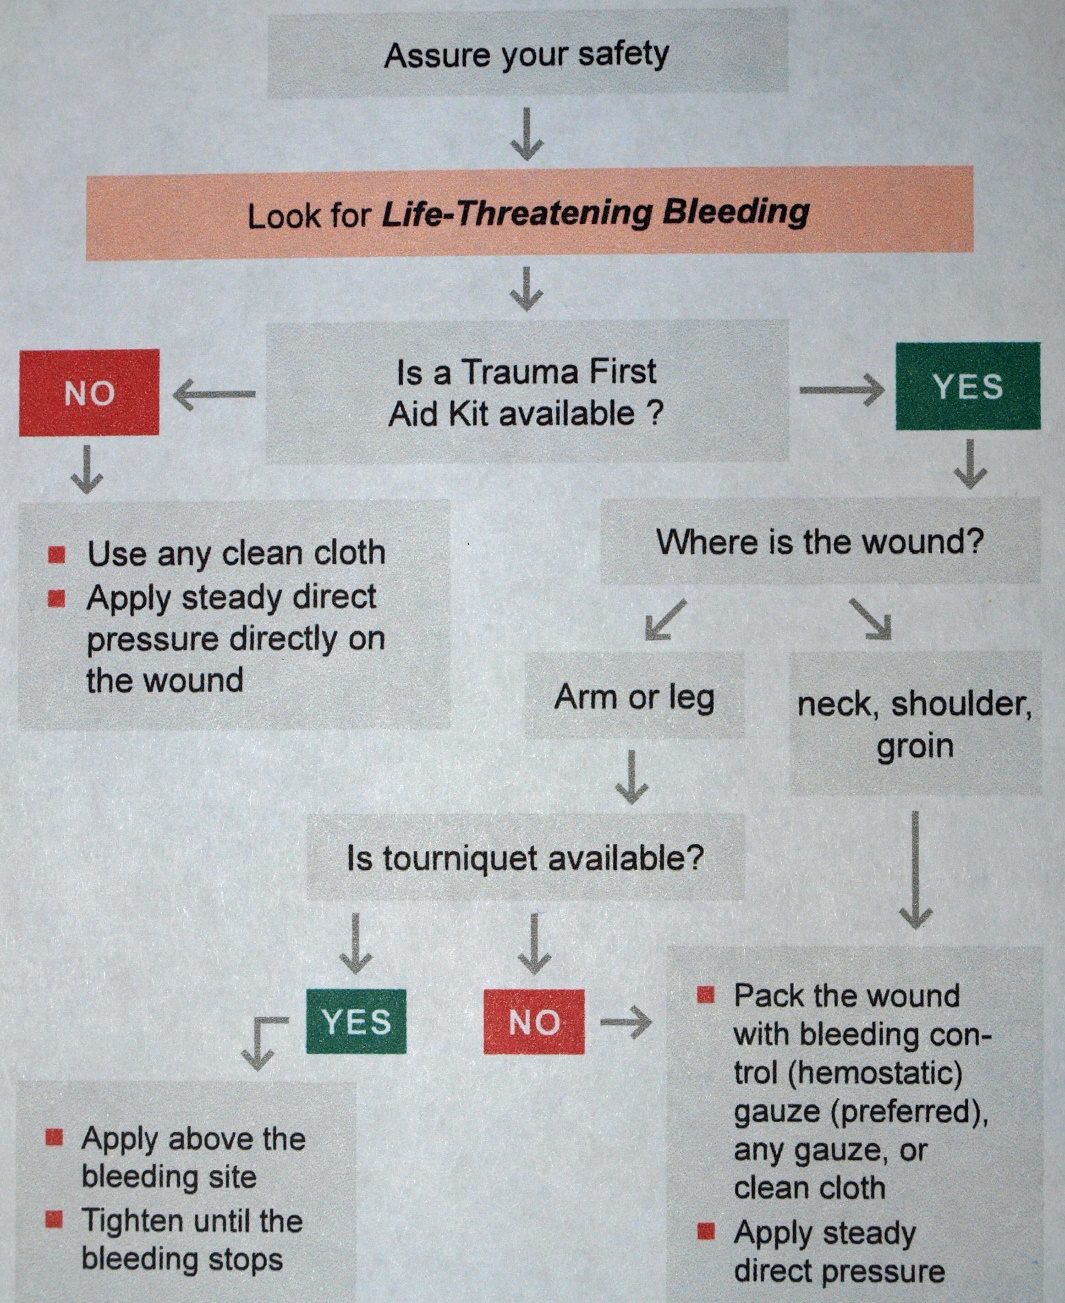 Assure your safety
Look for Life-Threatening Bleeding
Is a Trauma First
Aid Kit available ?
NO
YES
Use any clean cloth
Apply steady direct
pressure directly on
the wound
Where is the wound?
Arm or leg
neck, shoulder,
groin
Is tourniquet available?
YES
NO
Apply above the
bleeding site
Tighten until the
bleeding stops
Pack the wound
with bleeding con-
trol (hemostatic)
gauze (preferred),
any gauze, or
clean cloth
Apply steady
direct pressure